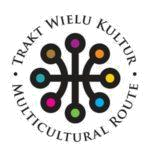 • TRAKT WIELU KULTUR •
MULTICULTURAL ROUTE